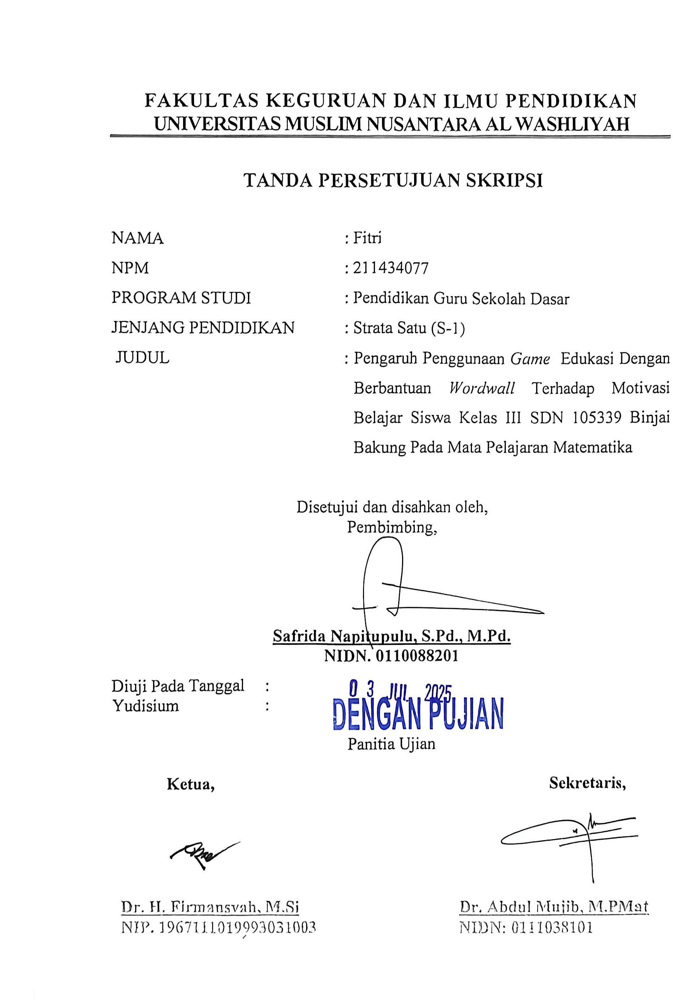 FAKULTAS KEGURUAN DAN ILMU PENDIDIKAN
UNIVERSITAS MUSLIM NUSANTARA AL WASHLIYAH
TANDA PERSETUJUAN SKRIPSI
NAMA : Fitri
NPM : 211434077
PROGRAM STUDI : Pendidikan Guru Sekolah Dasar
JENJANG PENDIDIKAN : Strata Satu (S-1)
JUDUL : Pengaruh Penggunaan Game Edukasi Dengan
Berbantuan Wordwall Terhadap Motivasi
Belajar Siswa Kelas III SDN 105339 Binjai
Bakung Pada Mata Pelajaran Matematika
Disetujui dan disahkan oleh,
Pembimbing,
Safrida Napitupulu, S.Pd., M.Pd.
NIDN. 0110088201
Diuji Pada Tanggal : 03 JUL 2025
Yudisium : DENGAN PUJIAN
Panitia Ujian
Ketua, Sekretaris,
Dr. H. Firmansyah, M.Si Dr. Abdul Mujib, M.PMat
NIP. 1967111019993031003 NIDN: 0111038101